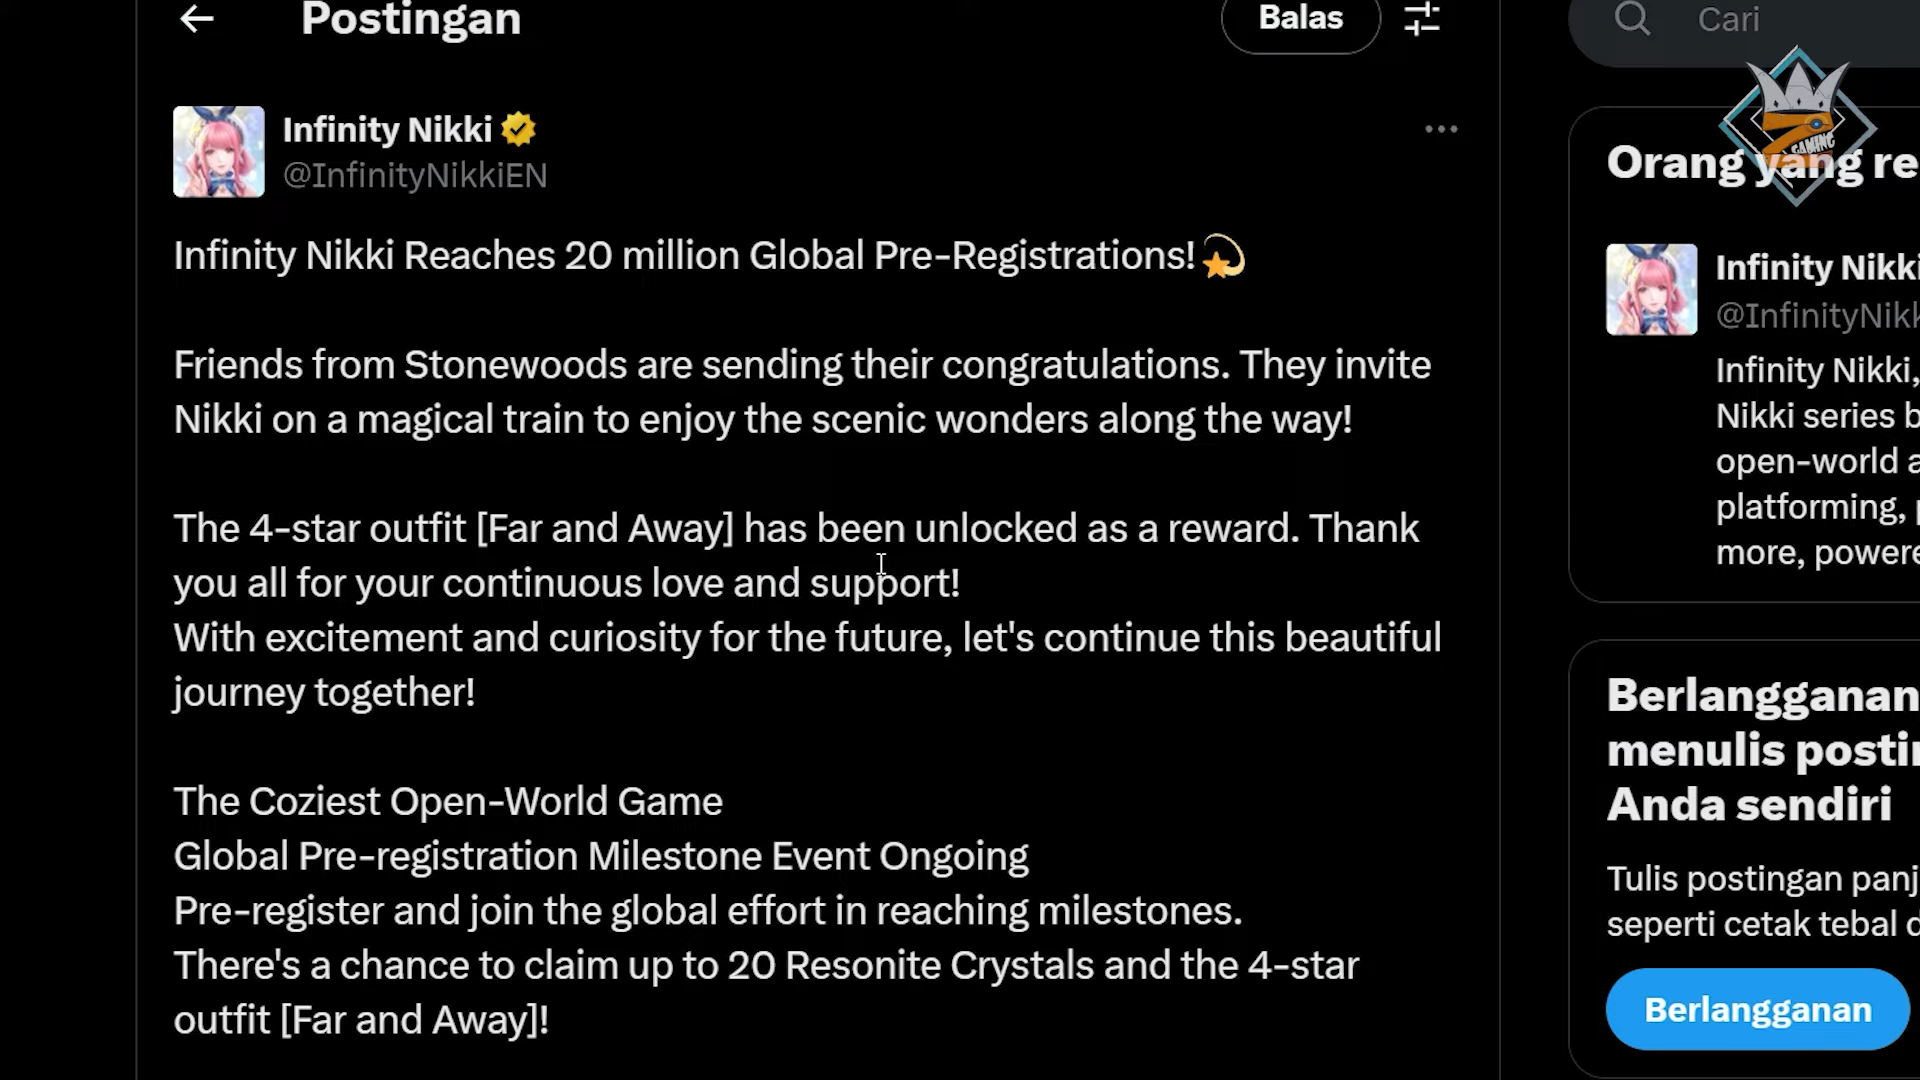 Postingan
Balas
Cari
Infinity Nikki
@InfinityNikkiEN
Infinity Nikki Reaches 20 million Global Pre-Registrations!💫
Friends from Stonewoods are sending their congratulations. They invite
Nikki on a magical train to enjoy the scenic wonders along the way!
The 4-star outfit [Far and Away] has been unlocked as a reward. Thank
you all for your continuous love and support!
With excitement and curiosity for the future, let's continue this beautiful
journey together!
The Coziest Open-World Game
Global Pre-registration Milestone Event Ongoing
Pre-register and join the global effort in reaching milestones.
There's a chance to claim up to 20 Resonite Crystals and the 4-star
outfit [Far and Away]!
GAMING
Orang yang re
Infinity Nikki
@InfinityNikk
Infinity Nikki,
Nikki series b
open-world a
platforming, p
more, powere
Berlangganan
menulis postin
Anda sendiri
Tulis postingan panj
seperti cetak tebal d
Berlangganan